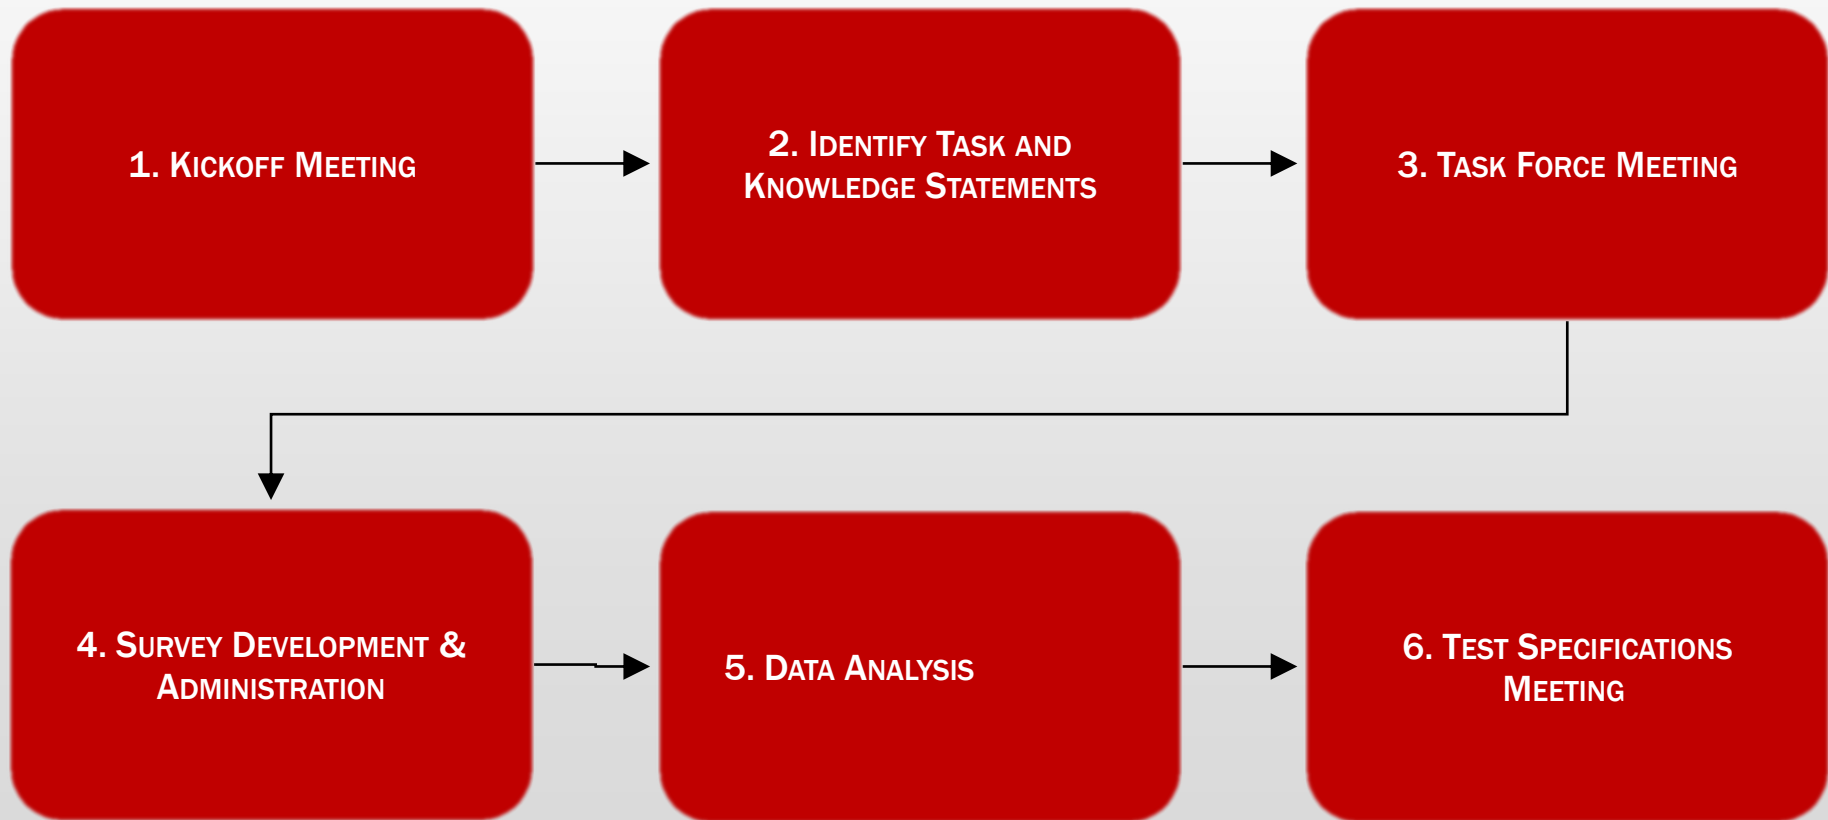 1. Kickoff Meeting
2. Identify Task and
Knowledge Statements
3. Task Force Meeting
4. Survey Development &
Administration
5. Data Analysis
6. Test Specifications
Meeting